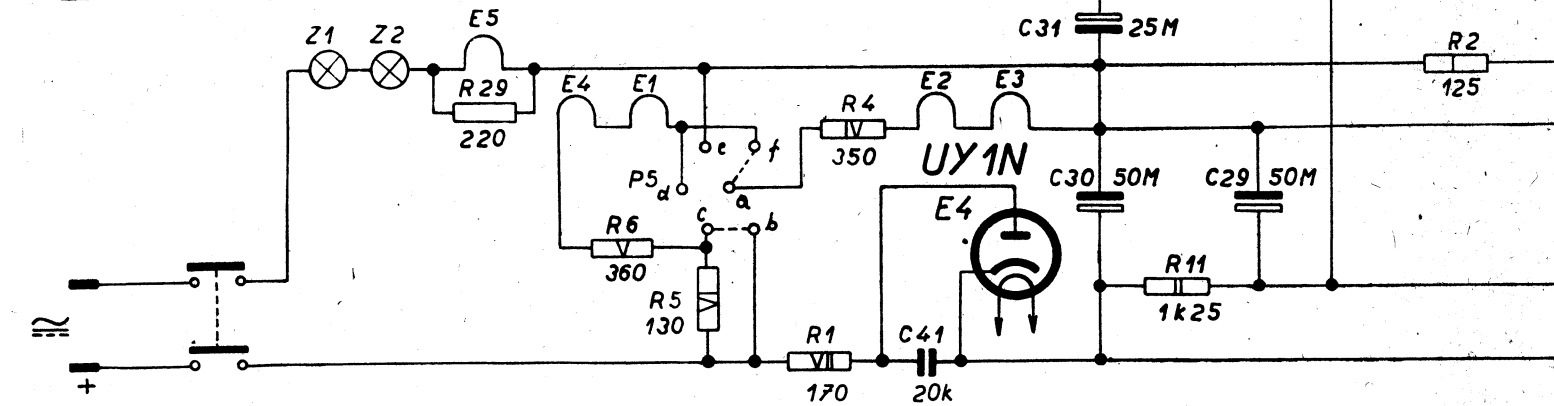 C31 25M
Z1 Z2 E5
R2
125
R29
220
E4 E1
R4
350
E2 E3
e f
P5 d
a
c b
UY1N
E4
C30 50M
C29 50M
R6
360
R5
130
R11
1k25
R1
170
C41
20k
+